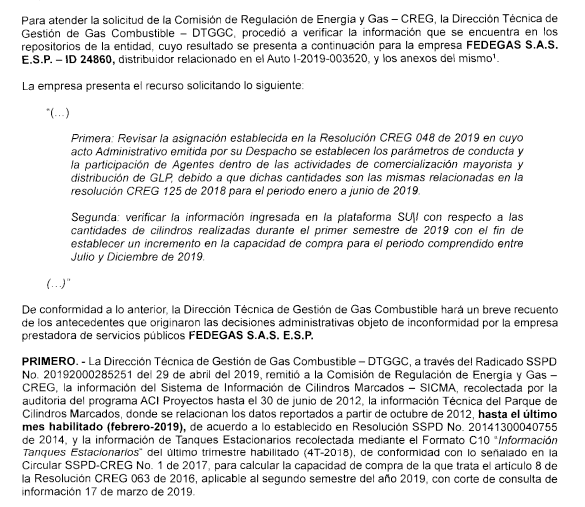 Para atender la solicitud de la Comisión de Regulación de Energía y Gas – CREG, la Dirección Técnica de
Gestión de Gas Combustible – DTGGC, procedió a verificar la información que se encuentra en los
repositorios de la entidad, cuyo resultado se presenta a continuación para la empresa FEDEGAS S.A.S.
E.S.P. – ID 24860, distribuidor relacionado en el Auto I-2019-003520, y los anexos del mismo¹.
La empresa presenta el recurso solicitando lo siguiente:
“(...)
Primera: Revisar la asignación establecida en la Resolución CREG 048 de 2019 en cuyo
acto Administrativo emitida por su Despacho se establecen los parámetros de conducta y
la participación de Agentes dentro de las actividades de comercialización mayorista y
distribución de GLP, debido a que dichas cantidades son las mismas relacionadas en la
resolución CREG 125 de 2018 para el periodo enero a junio de 2019.
Segunda: verificar la información ingresada en la plataforma SU\I con respecto a las
cantidades de cilindros realizadas durante el primer semestre de 2019 con el fin de
establecer un incremento en la capacidad de compra para el periodo comprendido entre
Julio y Diciembre de 2019.
(...)”
De conformidad a lo anterior, la Dirección Técnica de Gestión de Gas Combustible hará un breve recuento
de los antecedentes que originaron las decisiones administrativas objeto de inconformidad por la empresa
prestadora de servicios públicos FEDEGAS S.A.S. E.S.P.
PRIMERO. - La Dirección Técnica de Gestión de Gas Combustible – DTGGC, a través del Radicado SSPD
No. 20192000285251 del 29 de abril del 2019, remitió a la Comisión de Regulación de Energía y Gas –
CREG, la información del Sistema de Información de Cilindros Marcados – SICMA, recolectada por la
auditoria del programa ACI Proyectos hasta el 30 de junio de 2012, la información Técnica del Parque de
Cilindros Marcados, donde se relacionan los datos reportados a partir de octubre de 2012, hasta el último
mes habilitado (febrero-2019), de acuerdo a lo establecido en Resolución SSPD No. 20141300040755
de 2014, y la información de Tanques Estacionarios recolectada mediante el Formato C10 “Información
Tanques Estacionarios” del último trimestre habilitado (4T-2018), de conformidad con lo señalado en la
Circular SSPD-CREG No. 1 de 2017, para calcular la capacidad de compra de la que trata el artículo 8 de
la Resolución CREG 063 de 2016, aplicable al segundo semestre del año 2019, con corte de consulta de
información 17 de marzo de 2019.